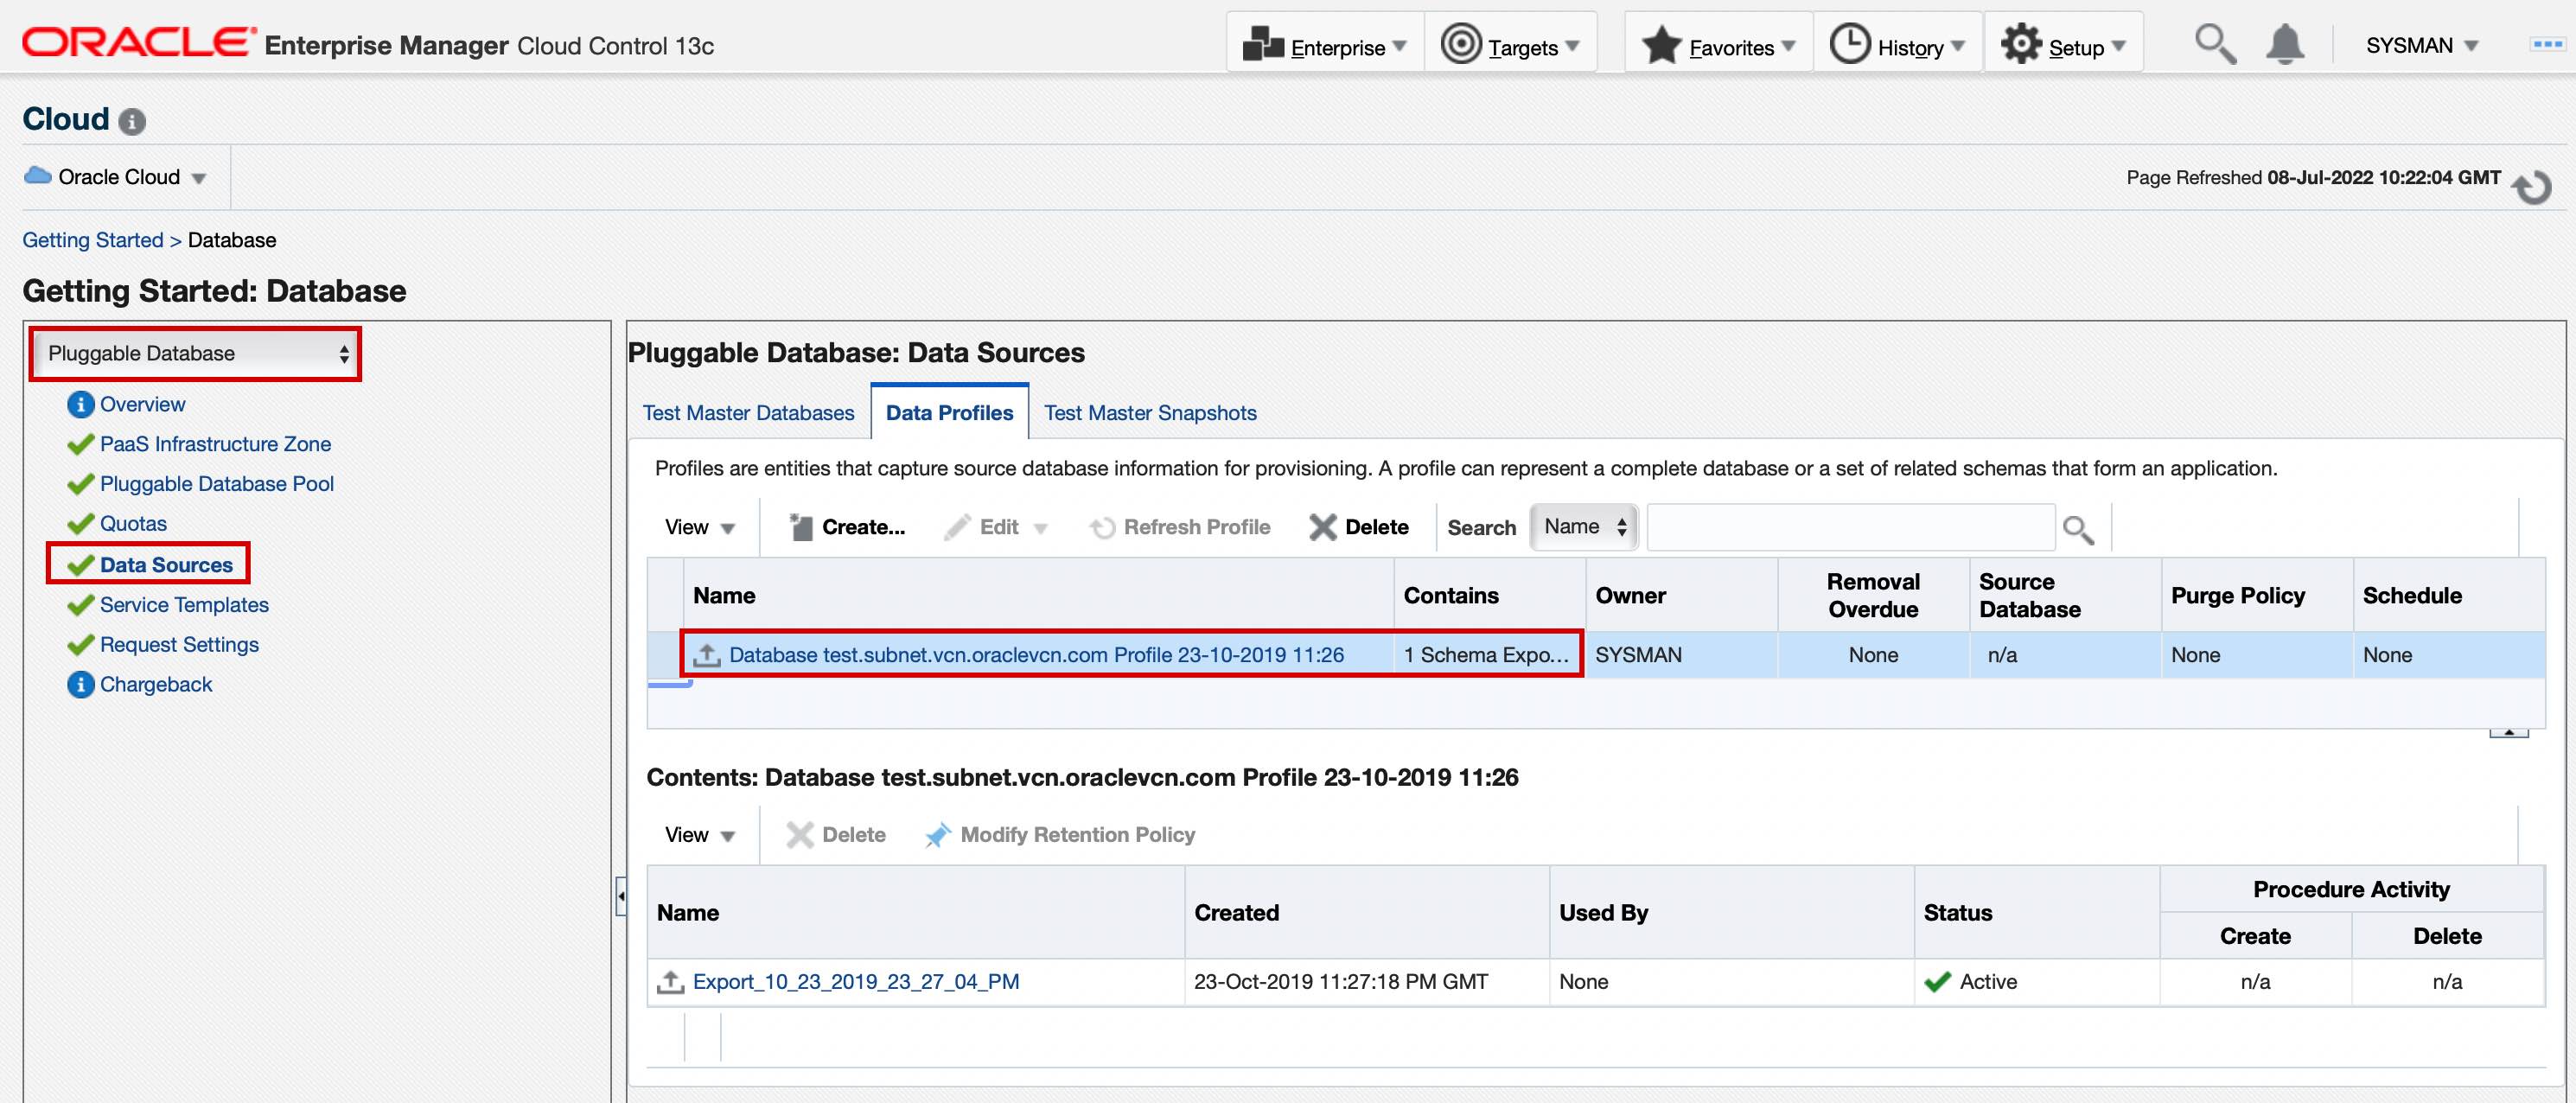 ORACLE Enterprise Manager Cloud Control 13c
Enterprise
Targets
Favorites
History
Setup
SYSMAN
Cloud
Oracle Cloud
Page Refreshed 08-Jul-2022 10:22:04 GMT
Getting Started > Database
Getting Started: Database
Pluggable Database
Overview
PaaS Infrastructure Zone
Pluggable Database Pool
Quotas
Data Sources
Service Templates
Request Settings
Chargeback
Pluggable Database: Data Sources
Test Master Databases
Data Profiles
Test Master Snapshots
Profiles are entities that capture source database information for provisioning. A profile can represent a complete database or a set of related schemas that form an application.
View Create... Edit Refresh Profile Delete Search Name
Name Contains Owner Removal Overdue Source Database Purge Policy Schedule
Database test.subnet.vcn.oraclevcn.com Profile 23-10-2019 11:26 1 Schema Expo... SYSMAN None n/a None None
Contents: Database test.subnet.vcn.oraclevcn.com Profile 23-10-2019 11:26
View Delete Modify Retention Policy
Name Created Used By Status Procedure Activity
Create Delete
Export_10_23_2019_23_27_04_PM 23-Oct-2019 11:27:18 PM GMT None Active n/a n/a